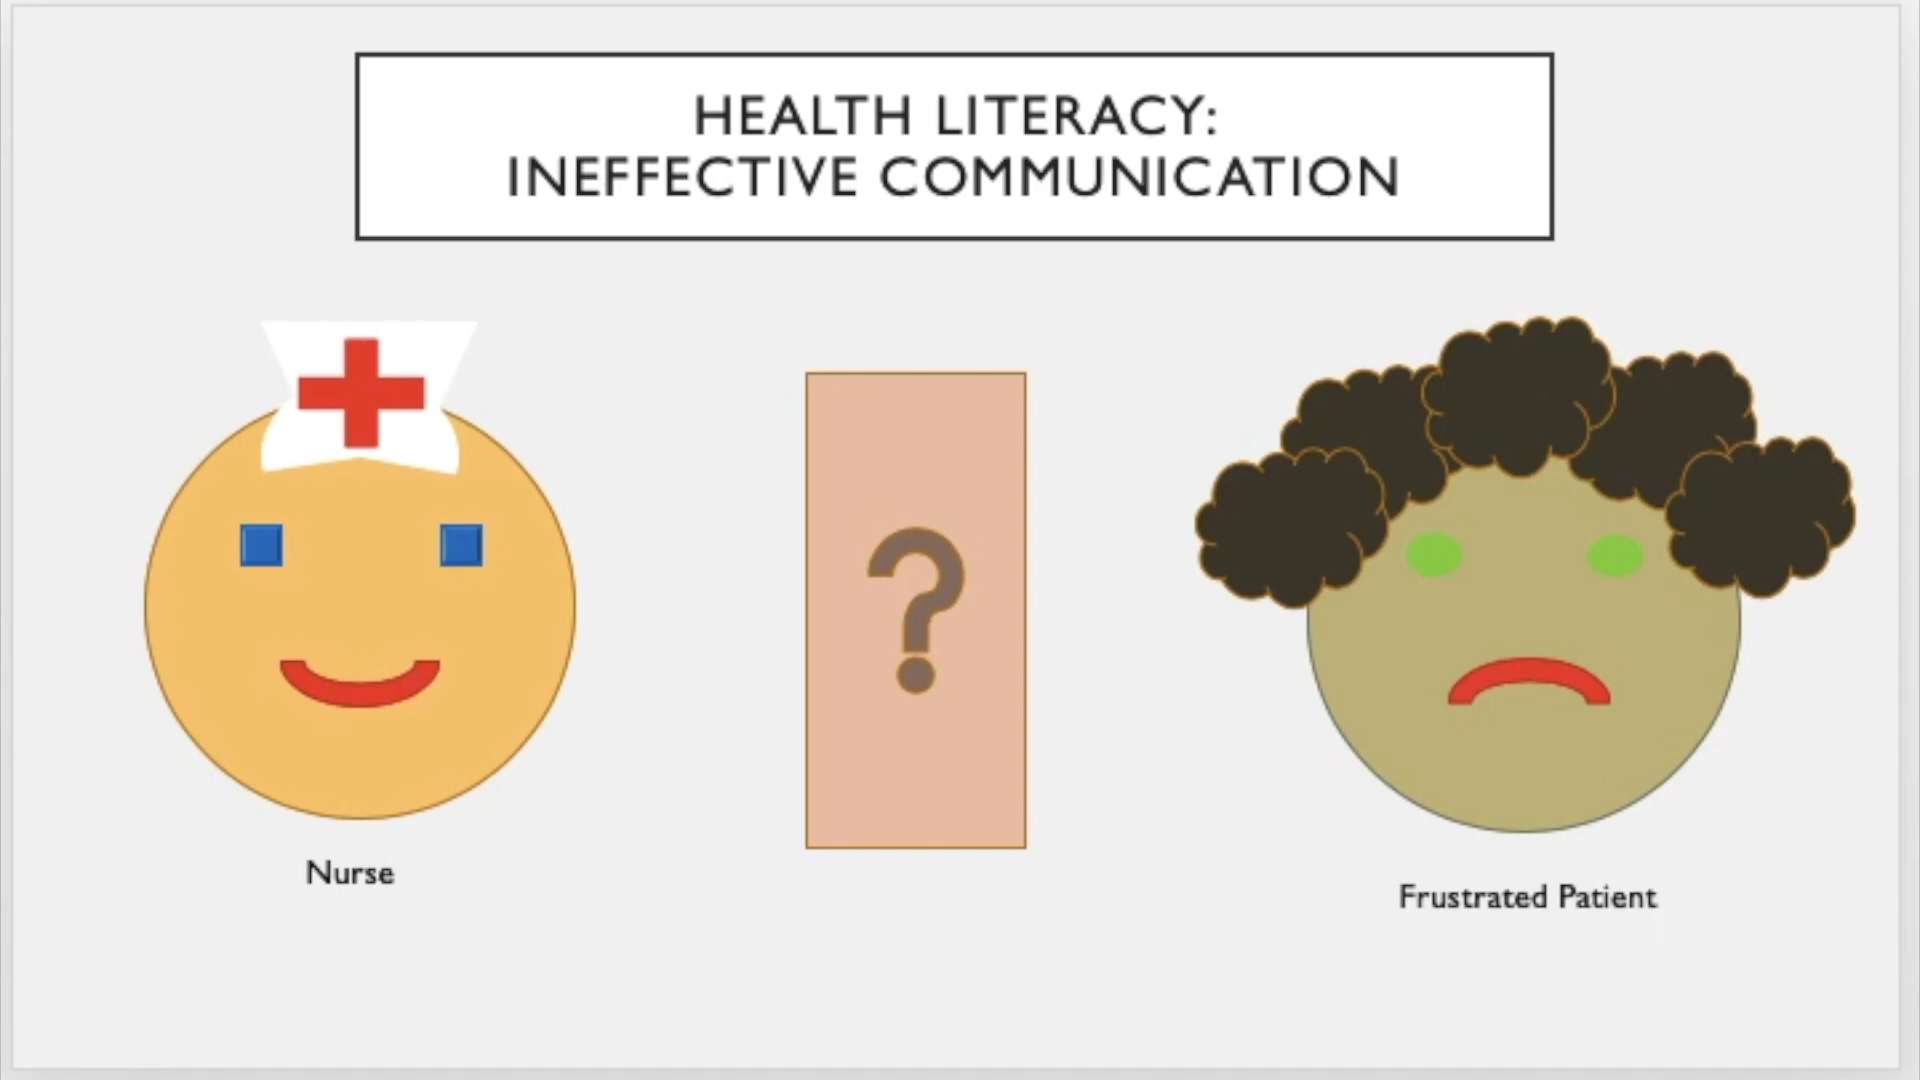 HEALTH LITERACY:
INEFFECTIVE COMMUNICATION
?
Nurse
Frustrated Patient